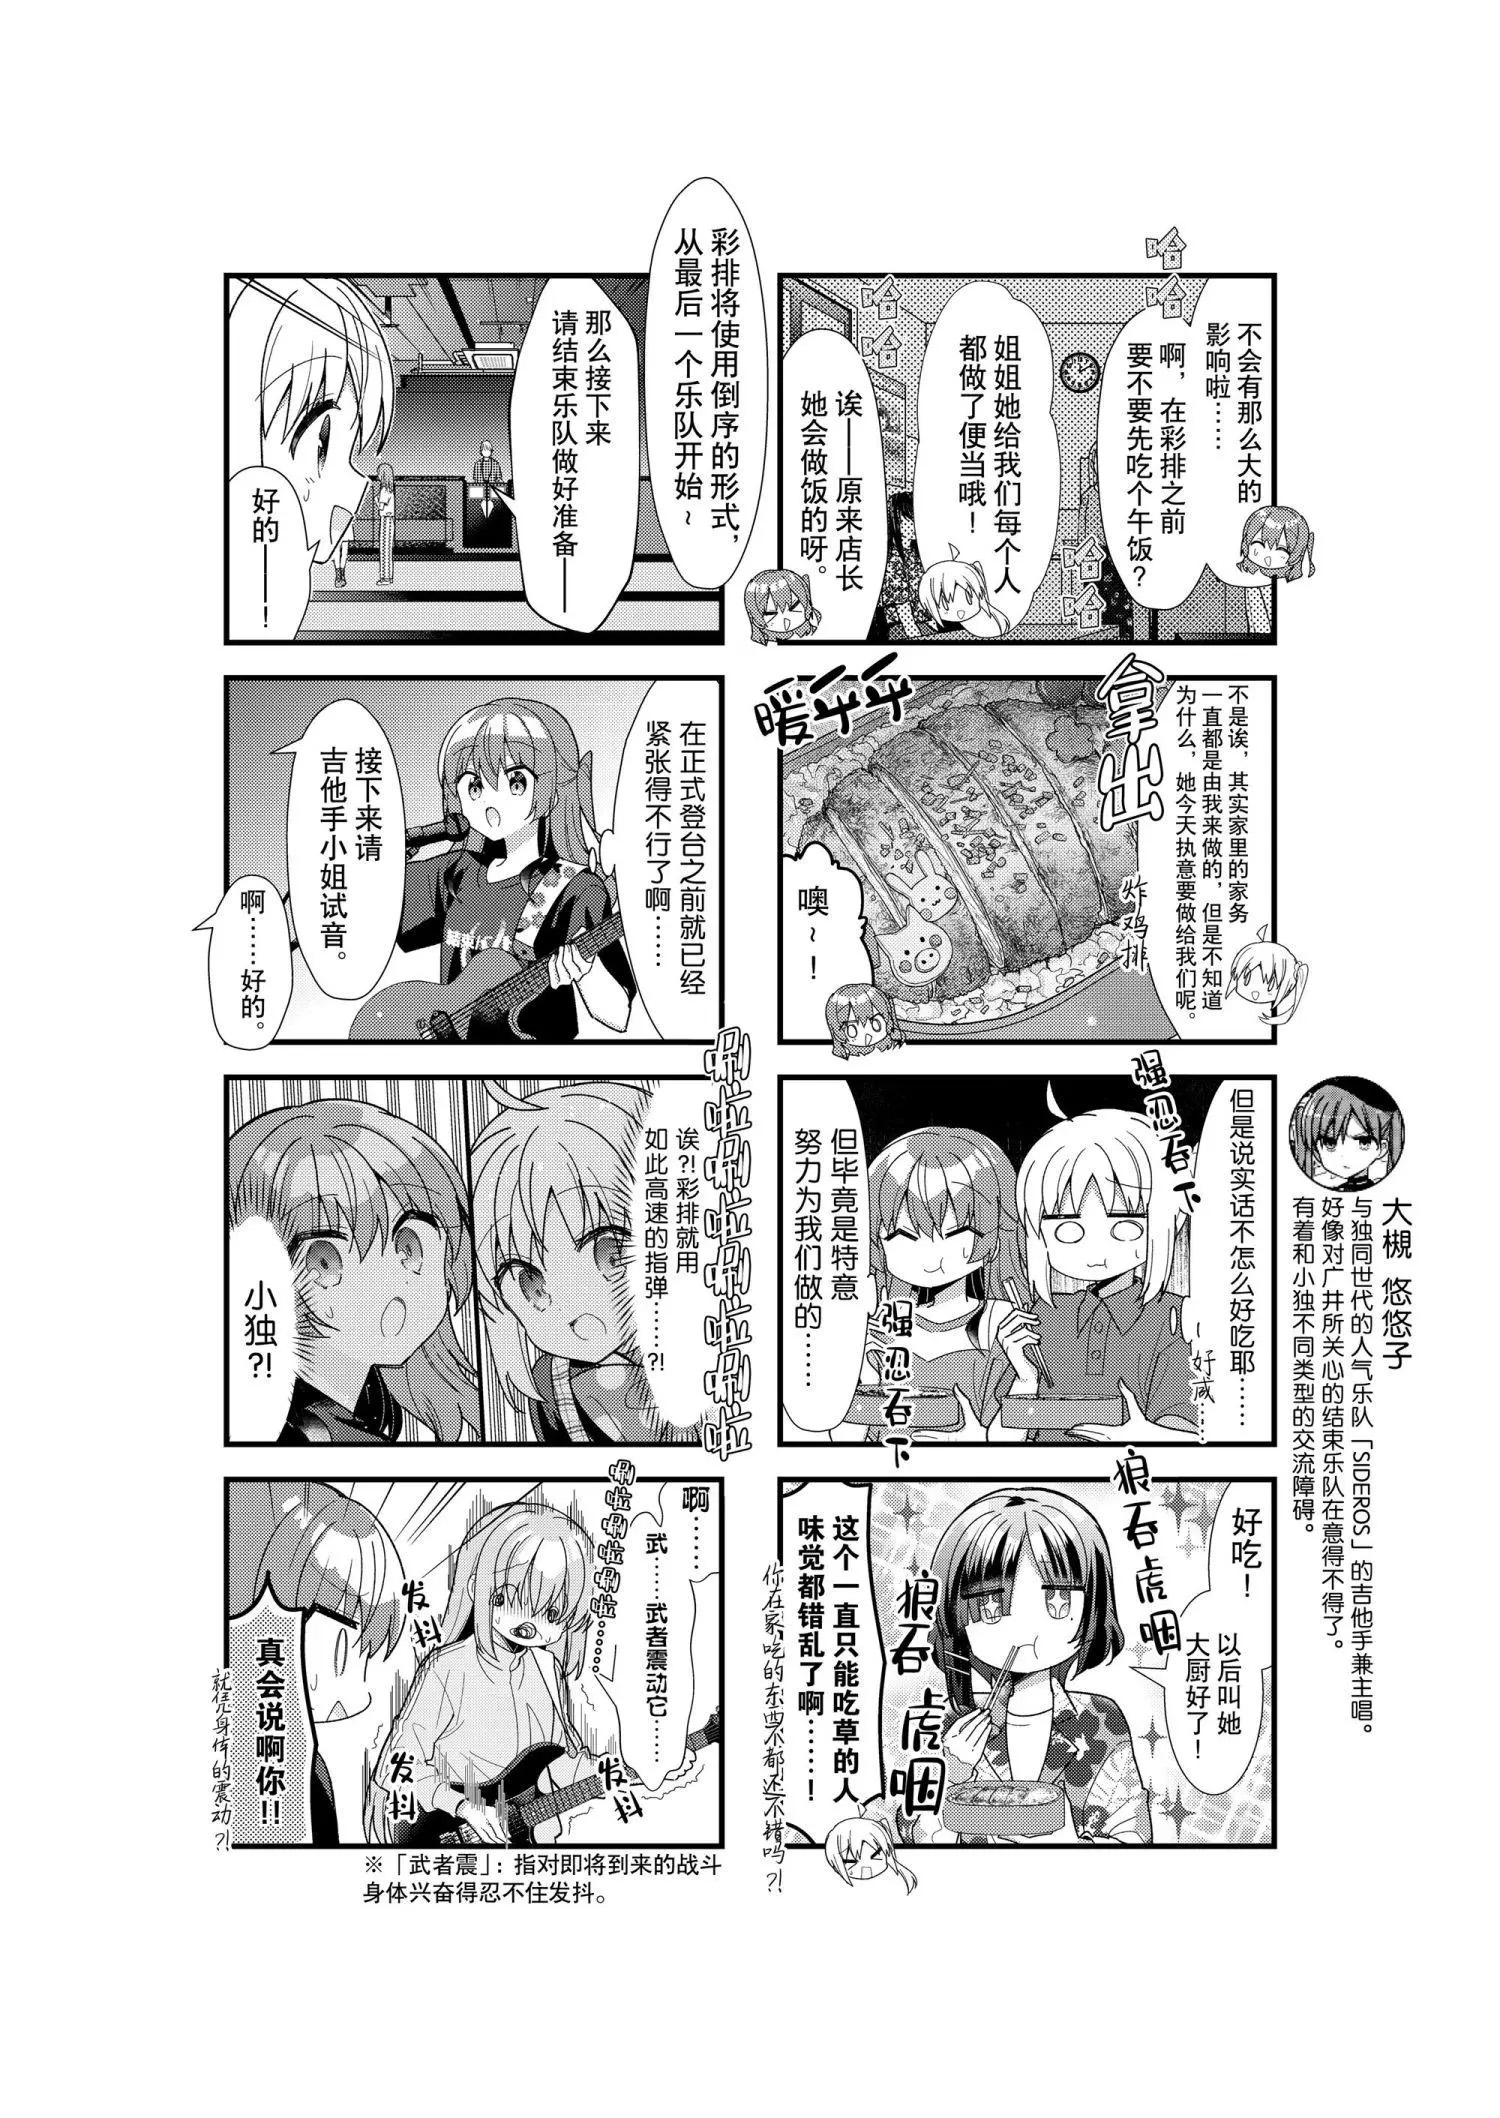 不会有那么大的
影响啦……
啊，在彩排之前
要不要先吃个午饭？
哈
哈
姐姐她给我们每个人
都做了便当哦！
哈
哈
诶——原来店长
她会做饭的呀。
哈
哈
不是诶，其实家里的家务
一直都是由我来做的，但是不知道
为什么，她今天执意要做给我们呢。
拿出
炸鸡排
暖乎乎
噢~！
但是说实话不怎么好吃耶……
好咸……
强忍吞下
但毕竟是特意
努力为我们做的……
强忍吞下
好吃！
以后叫她
大厨好了！
狼吞虎咽
狼吞虎咽
这个一直只能吃草的人
味觉都错乱了啊……！
你在家吃的东西不都还不错吗？！
大槻 悠悠子
与独同世代的人气乐队「SIDEROS」的吉他手兼主唱。
好像对广井所关心的结束乐队在意得不得了。
有着和小独不同类型的交流障碍。
彩排将使用倒序的形式，
从最后一个乐队开始~
那么接下来
请结束乐队做好准备——
好的——！
在正式登台之前就已经
紧张得不行了啊……
接下来请
吉他手小姐试音。
啊……好的。
诶？！彩排就用
如此高速的指弹……？！
小独？！
啊……
武……武者震动它……
发抖
发抖
发抖
真会说啊你！！
就凭身体的震动？！
※「武者震」：指对即将到来的战斗
身体兴奋得忍不住发抖。